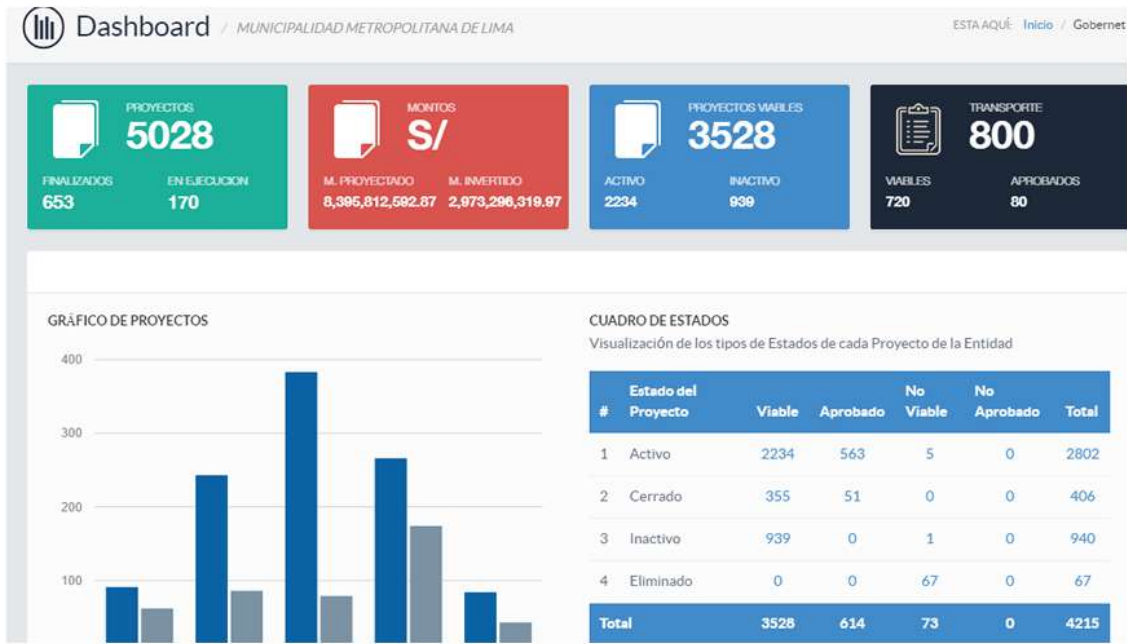 Dashboard / MUNICIPALIDAD METROPOLITANA DE LIMA
ESTA AQUÍ: Inicio / Gobernet
PROYECTOS
5028
FINALIZADOS EN EJECUCION
653 170
MONTOS
S/
M. PROYECTADO M. INVERTIDO
8,395,812,592.87 2,973,296,319.97
PROYECTOS VIABLES
3528
ACTIVO INACTIVO
2234 939
TRANSPORTE
800
VIABLES APROBADOS
720 80
GRÁFICO DE PROYECTOS
400
300
200
100
CUADRO DE ESTADOS
Visualización de los tipos de Estados de cada Proyecto de la Entidad
# Estado del Proyecto Viable Aprobado No Viable No Aprobado Total
1 Activo 2234 563 5 0 2802
2 Cerrado 355 51 0 0 406
3 Inactivo 939 0 1 0 940
4 Eliminado 0 0 67 0 67
Total 3528 614 73 0 4215